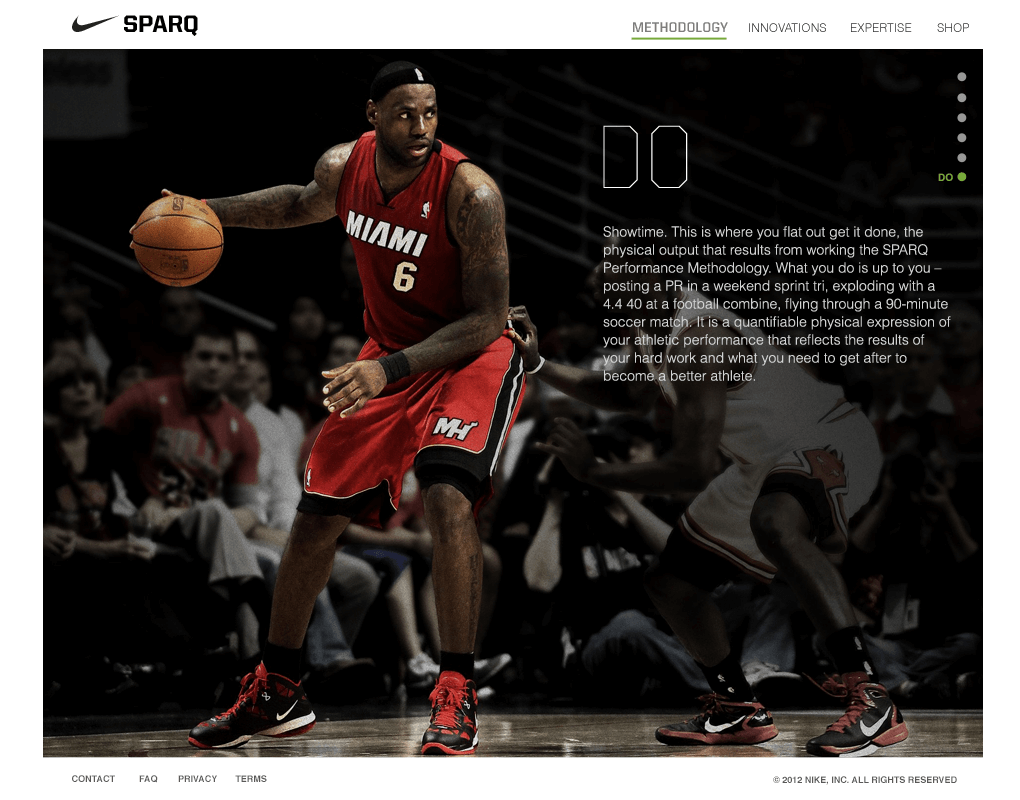 SPARQ
METHODOLOGY INNOVATIONS EXPERTISE SHOP
DO
DO
MIAMI
6
MH
Showtime. This is where you flat out get it done, the
physical output that results from working the SPARQ
Performance Methodology. What you do is up to you –
posting a PR in a weekend sprint tri, exploding with a
4.4 40 at a football combine, flying through a 90-minute
soccer match. It is a quantifiable physical expression of
your athletic performance that reflects the results of
your hard work and what you need to get after to
become a better athlete.
CONTACT FAQ PRIVACY TERMS
© 2012 NIKE, INC. ALL RIGHTS RESERVED